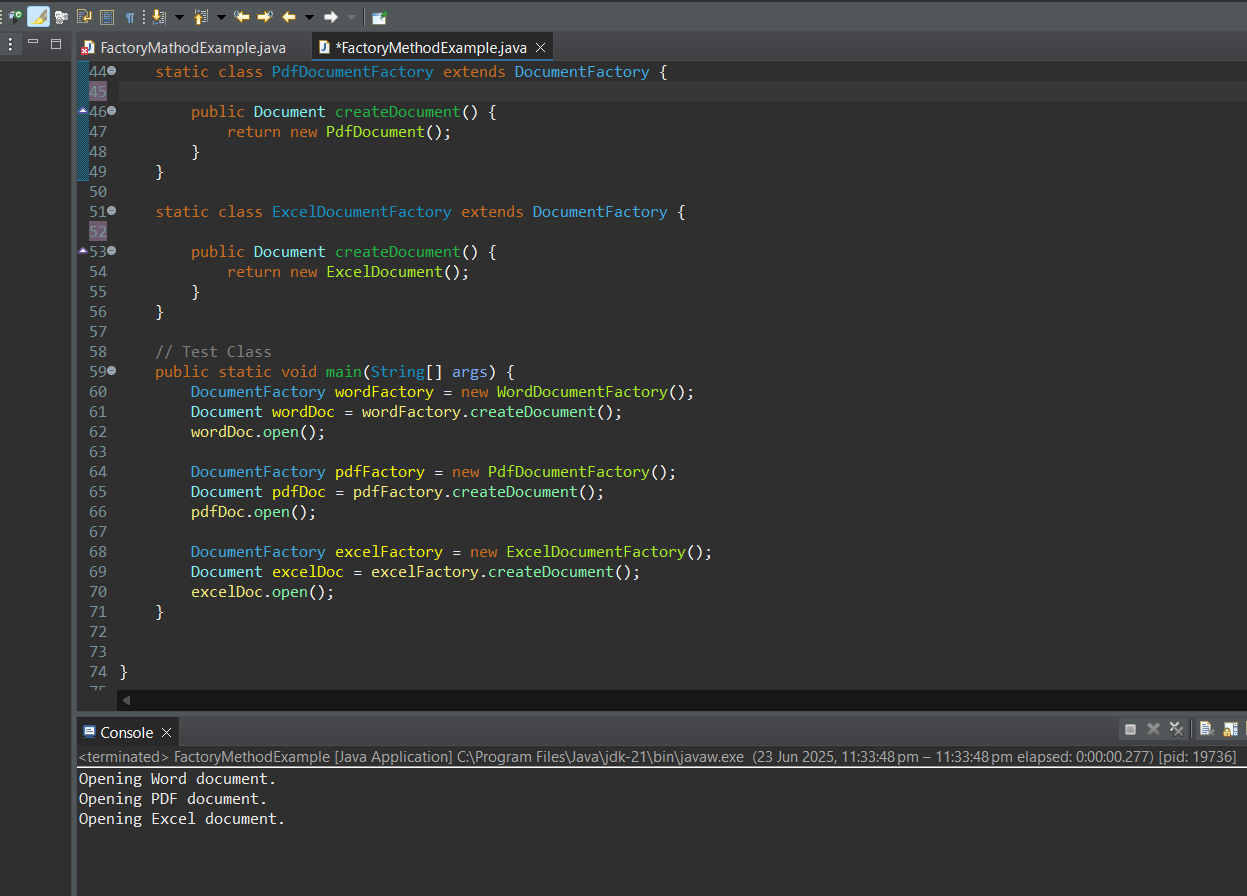 FactoryMathodExample.java
*FactoryMethodExample.java
44 static class PdfDocumentFactory extends DocumentFactory {
45
46 public Document createDocument() {
47 return new PdfDocument();
48 }
49 }
50
51 static class ExcelDocumentFactory extends DocumentFactory {
52
53 public Document createDocument() {
54 return new ExcelDocument();
55 }
56 }
57
58 // Test Class
59 public static void main(String[] args) {
60 DocumentFactory wordFactory = new WordDocumentFactory();
61 Document wordDoc = wordFactory.createDocument();
62 wordDoc.open();
63
64 DocumentFactory pdfFactory = new PdfDocumentFactory();
65 Document pdfDoc = pdfFactory.createDocument();
66 pdfDoc.open();
67
68 DocumentFactory excelFactory = new ExcelDocumentFactory();
69 Document excelDoc = excelFactory.createDocument();
70 excelDoc.open();
71 }
72
73
74 }
75
Console
<terminated> FactoryMethodExample [Java Application] C:\Program Files\Java\jdk-21\bin\javaw.exe (23 Jun 2025, 11:33:48 pm – 11:33:48 pm elapsed: 0:00:00.277) [pid: 19736]
Opening Word document.
Opening PDF document.
Opening Excel document.